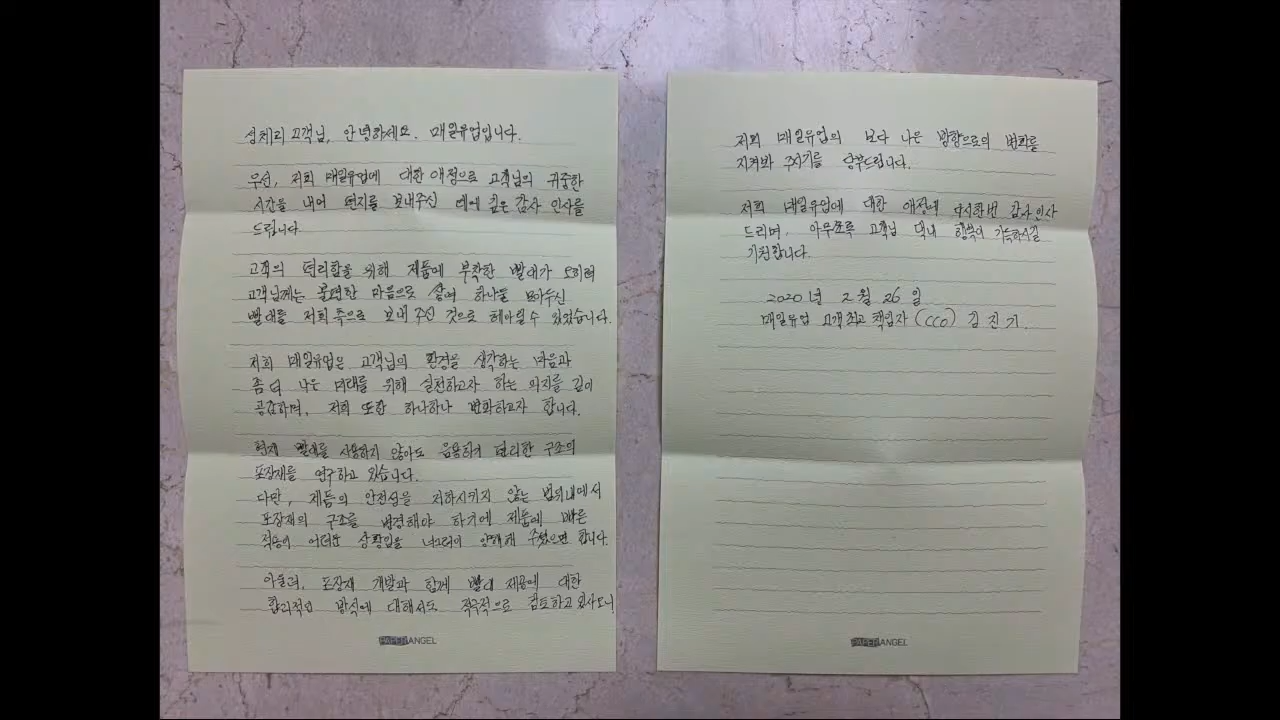 성체리 고객님, 안녕하세요. 매일유업입니다.
우선, 저희 매일유업에 대한 애정으로 고객님의 귀중한
시간을 내어 편지를 보내주신 데에 깊은 감사 인사를
드립니다
고객의 편리함을 위해 제품에 부착한 빨대가 오히려
고객님께는 불편한 마음으로 쌓여 하나둘 모아두신
빨대를 저희 쪽으로 보내 주신 것으로 헤아릴 수 있었습니다.
저희 매일유업은 고객님의 환경을 생각하는 마음과
좀 더 나은 미래를 위해 실천하고자 하는 의지를 깊이
공감하며, 저희 또한 하나하나 변화하고자 합니다.
현재 빨대를 사용하지 않아도 음용하기 편리한 구조의
포장재를 연구하고 있습니다.
다만, 제품의 안전성을 저하시키지 않는 범위내에서
포장재의 구조를 변경해야 하기에 제품에 빠른
적용이 어려운 상황임을 너그러이 양해해 주셨으면 합니다.
아울러, 포장재 개발과 함께 빨대 제공에 대한
합리적인 방식에 대해서도 적극적으로 검토하고 있사오니
PAPER ANGEL
저희 매일유업의 보다 나은 방향으로의 변화를
지켜봐 주시기를 당부드립니다.
저희 매일유업에 대한 애정에 다시한번 감사 인사
드리며, 아무쪼록 고객님 댁내 행복이 가득하시길
기원합니다.
2020년 2월 26일
매일유업 고객최고책임자(CCO) 김진기.
PAPER ANGEL